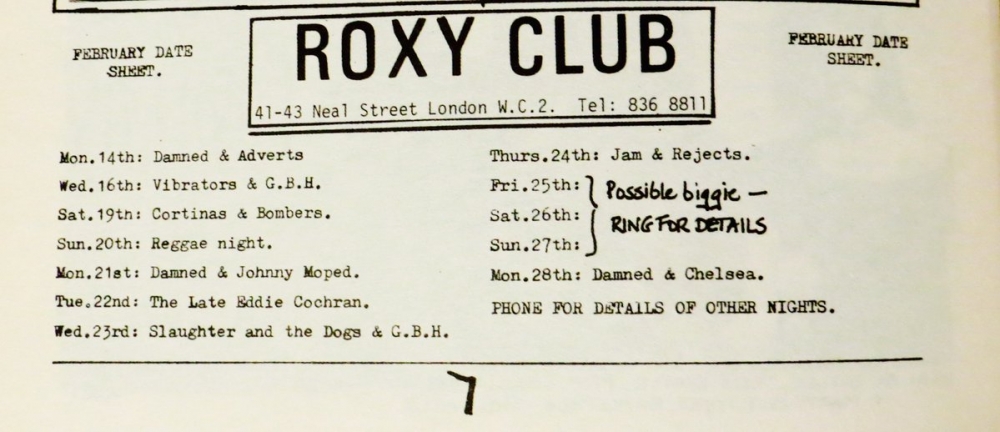 FEBRUARY DATE
SHEET.
ROXY CLUB
41-43 Neal Street London W.C.2. Tel: 836 8811
FEBRUARY DATE
SHEET.
Mon.14th: Damned & Adverts
Wed.16th: Vibrators & G.B.H.
Sat.19th: Cortinas & Bombers.
Sun.20th: Reggae night.
Mon.21st: Damned & Johnny Moped.
Tue.22nd: The Late Eddie Cochran.
Wed.23rd: Slaughter and the Dogs & G.B.H.
Thurs.24th: Jam & Rejects.
Fri.25th:
Sat.26th:
Sun.27th:
Possible biggie —
RING FOR DETAILS
Mon.28th: Damned & Chelsea.
PHONE FOR DETAILS OF OTHER NIGHTS.
7